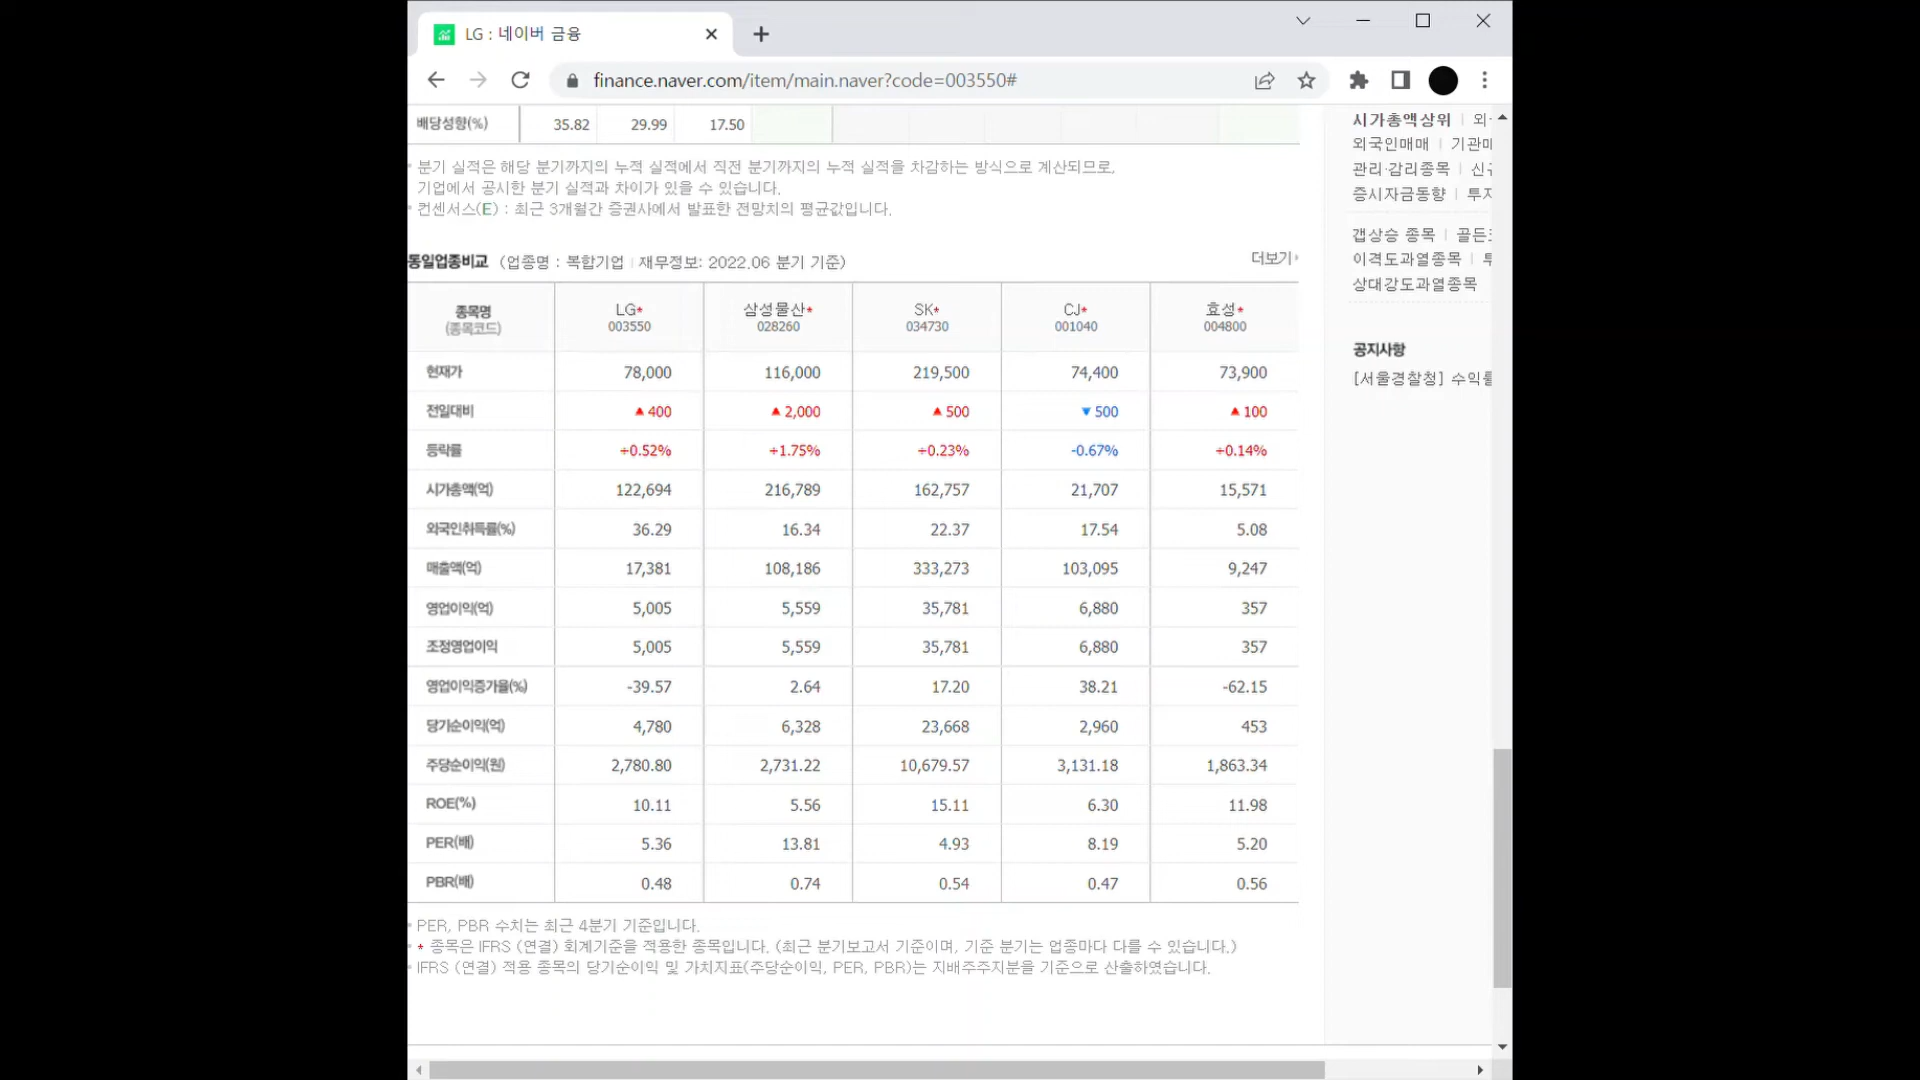 LG : 네이버 금융
finance.naver.com/item/main.naver?code=003550#
배당성향(%) 35.82 29.99 17.50
분기 실적은 해당 분기까지의 누적 실적에서 직전 분기까지의 누적 실적을 차감하는 방식으로 계산되므로,
기업에서 공시한 분기 실적과 차이가 있을 수 있습니다.
컨센서스(E) : 최근 3개월간 증권사에서 발표한 전망치의 평균값입니다.
동일업종비교 (업종명 : 복합기업 | 재무정보: 2022.06 분기 기준) 더보기
종목명 LG* 삼성물산* SK* CJ* 효성*
(종목코드) 003550 028260 034730 001040 004800
현재가 78,000 116,000 219,500 74,400 73,900
전일대비 ▲400 ▲2,000 ▲500 ▼500 ▲100
등락률 +0.52% +1.75% +0.23% -0.67% +0.14%
시가총액(억) 122,694 216,789 162,757 21,707 15,571
외국인취득률(%) 36.29 16.34 22.37 17.54 5.08
매출액(억) 17,381 108,186 333,273 103,095 9,247
영업이익(억) 5,005 5,559 35,781 6,880 357
조정영업이익 5,005 5,559 35,781 6,880 357
영업이익증가율(%) -39.57 2.64 17.20 38.21 -62.15
당기순이익(억) 4,780 6,328 23,668 2,960 453
주당순이익(원) 2,780.80 2,731.22 10,679.57 3,131.18 1,863.34
ROE(%) 10.11 5.56 15.11 6.30 11.98
PER(배) 5.36 13.81 4.93 8.19 5.20
PBR(배) 0.48 0.74 0.54 0.47 0.56
PER, PBR 수치는 최근 4분기 기준입니다.
* 종목은 IFRS (연결) 회계기준을 적용한 종목입니다. (최근 분기보고서 기준이며, 기준 분기는 업종마다 다를 수 있습니다.)
IFRS (연결) 적용 종목의 당기순이익 및 가치지표(주당순이익, PER, PBR)는 지배주주지분을 기준으로 산출하였습니다.
시가총액상위 |
외국인매매 |
관리·감리종목 |
증시자금동향 |
갭상승 종목 |
이격도과열종목 |
상대강도과열종목
공지사항
[서울경찰청]